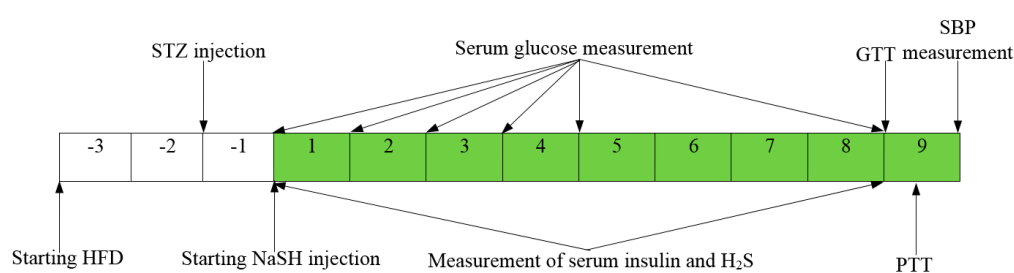 SBP
STZ injection
Serum glucose measurement
GTT measurement
-3 -2 -1 1 2 3 4 5 6 7 8 9
Starting HFD
Starting NaSH injection
Measurement of serum insulin and H₂S
PTT